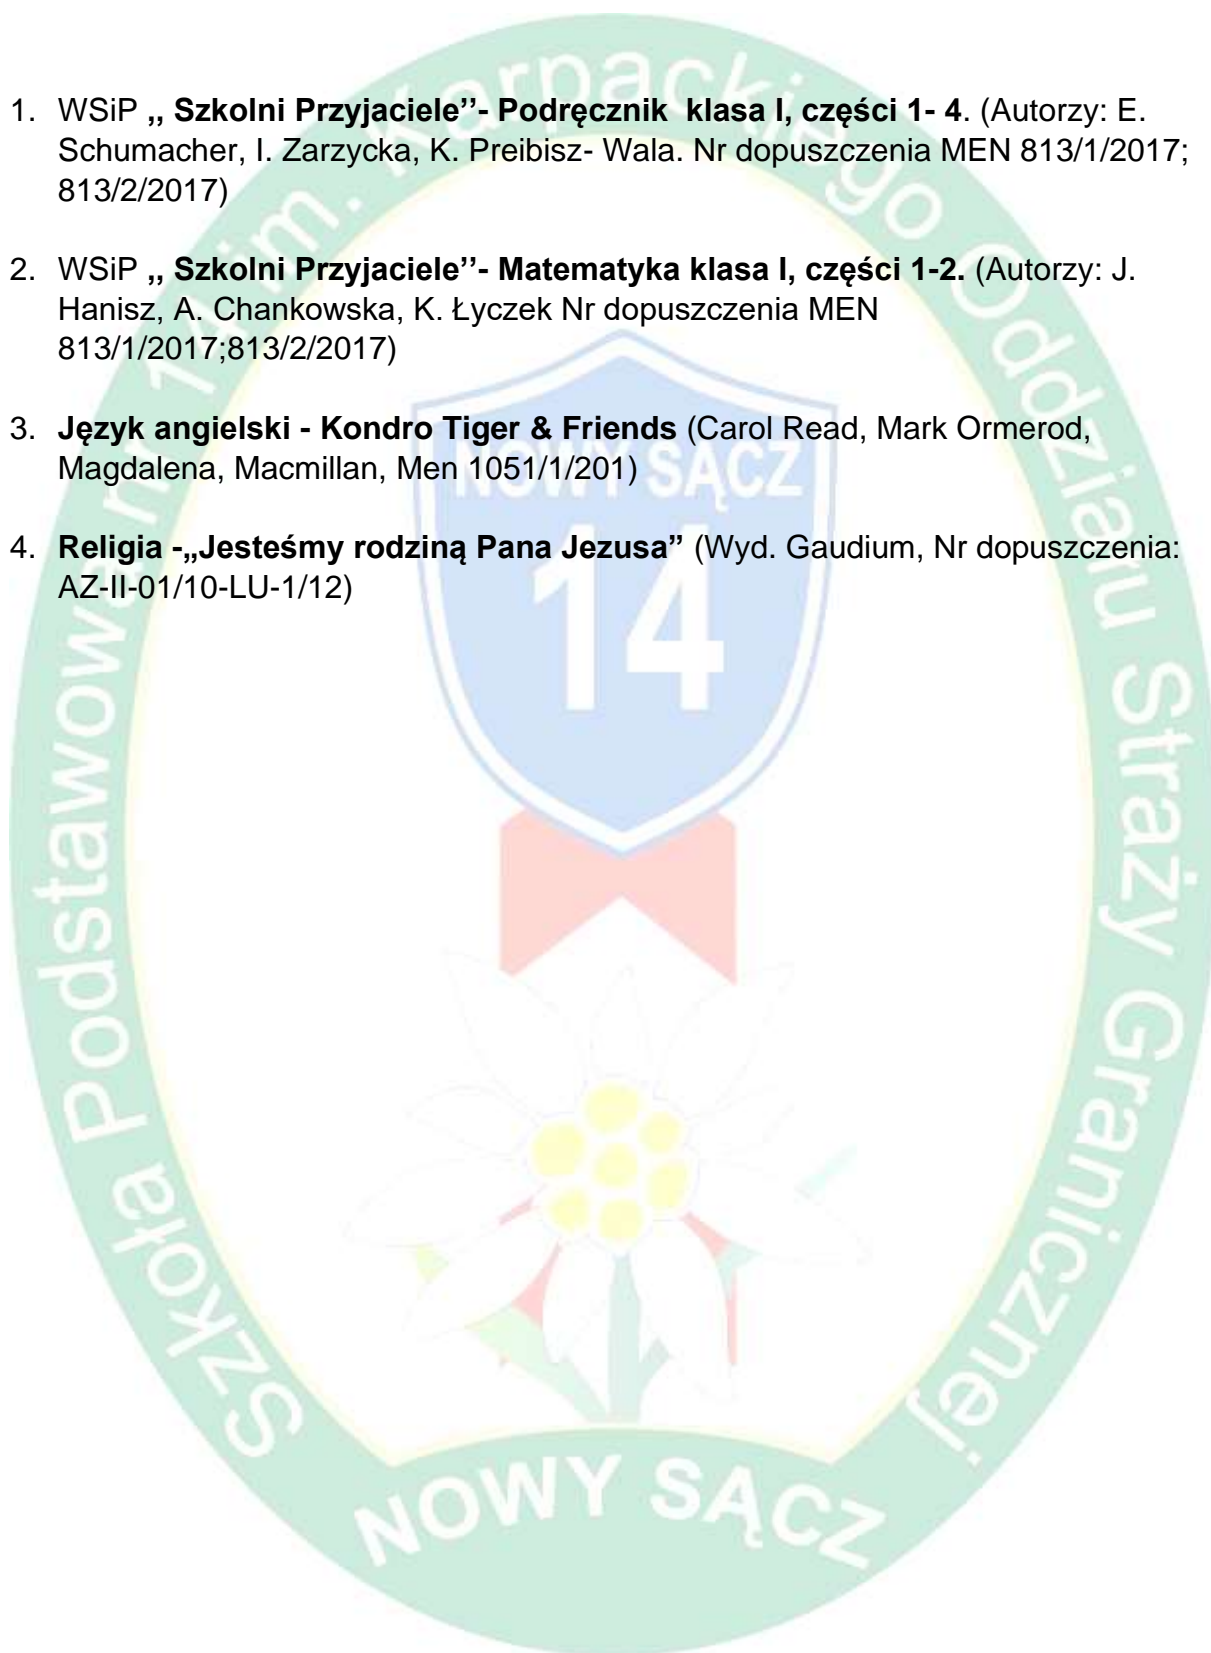 1. WSiP „ Szkolni Przyjaciele’’- Podręcznik klasa I, części 1- 4. (Autorzy: E.
Schumacher, I. Zarzycka, K. Preibisz- Wala. Nr dopuszczenia MEN 813/1/2017;
813/2/2017)
2. WSiP „ Szkolni Przyjaciele’’- Matematyka klasa I, części 1-2. (Autorzy: J.
Hanisz, A. Chankowska, K. Łyczek Nr dopuszczenia MEN
813/1/2017;813/2/2017)
3. Język angielski - Kondro Tiger & Friends (Carol Read, Mark Ormerod,
Magdalena, Macmillan, Men 1051/1/201)
4. Religia -„Jesteśmy rodziną Pana Jezusa” (Wyd. Gaudium, Nr dopuszczenia:
AZ-II-01/10-LU-1/12)
Szkoła Podstawowa nr 14 im. Karpackiego Oddziału Straży Granicznej
NOWY SĄCZ
14
NOWY SĄCZ